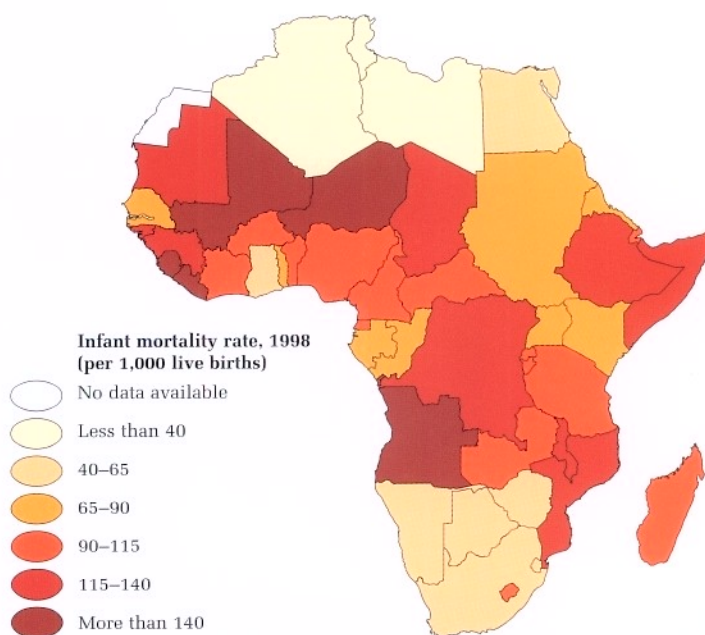 Infant mortality rate, 1998
(per 1,000 live births)
No data available
Less than 40
40–65
65–90
90–115
115–140
More than 140